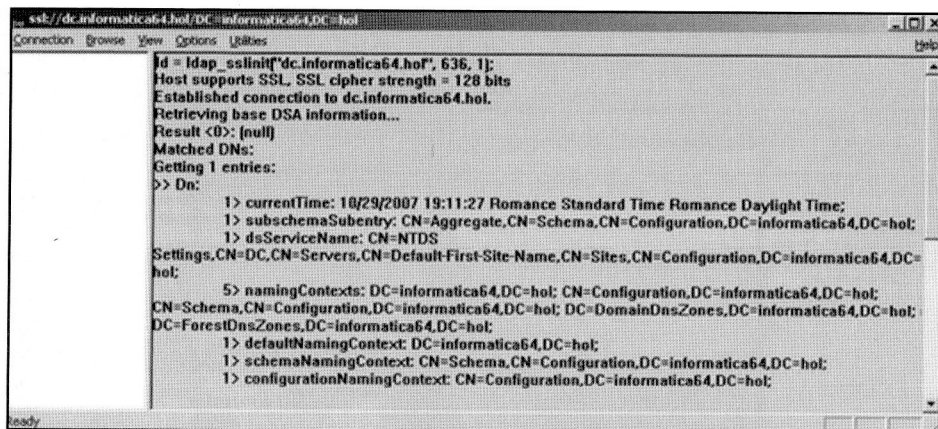 ssl://dc.informatica64.hol/DC=informatica64,DC=hol
Connection Browse View Options Utilities Help
ld = ldap_sslinit("dc.informatica64.hol", 636, 1);
Host supports SSL, SSL cipher strength = 128 bits
Established connection to dc.informatica64.hol.
Retrieving base DSA information...
Result <0>: (null)
Matched DNs:
Getting 1 entries:
>> Dn:
1> currentTime: 10/29/2007 19:11:27 Romance Standard Time Romance Daylight Time;
1> subschemaSubentry: CN=Aggregate,CN=Schema,CN=Configuration,DC=informatica64,DC=hol;
1> dsServiceName: CN=NTDS
Settings,CN=DC,CN=Servers,CN=Default-First-Site-Name,CN=Sites,CN=Configuration,DC=informatica64,DC=
hol;
5> namingContexts: DC=informatica64,DC=hol; CN=Configuration,DC=informatica64,DC=hol;
CN=Schema,CN=Configuration,DC=informatica64,DC=hol; DC=DomainDnsZones,DC=informatica64,DC=hol;
DC=ForestDnsZones,DC=informatica64,DC=hol;
1> defaultNamingContext: DC=informatica64,DC=hol;
1> schemaNamingContext: CN=Schema,CN=Configuration,DC=informatica64,DC=hol;
1> configurationNamingContext: CN=Configuration,DC=informatica64,DC=hol;
Ready